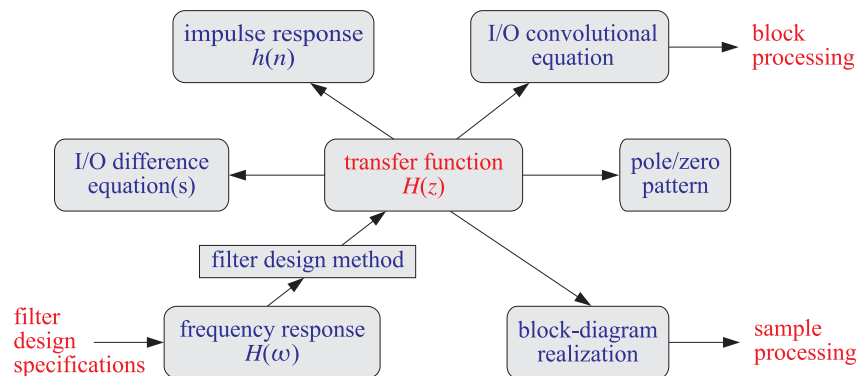 impulse response
h(n)
I/O convolutional
equation
block
processing
I/O difference
equation(s)
transfer function
H(z)
pole/zero
pattern
filter design method
filter
design
specifications
frequency response
H(ω)
block-diagram
realization
sample
processing